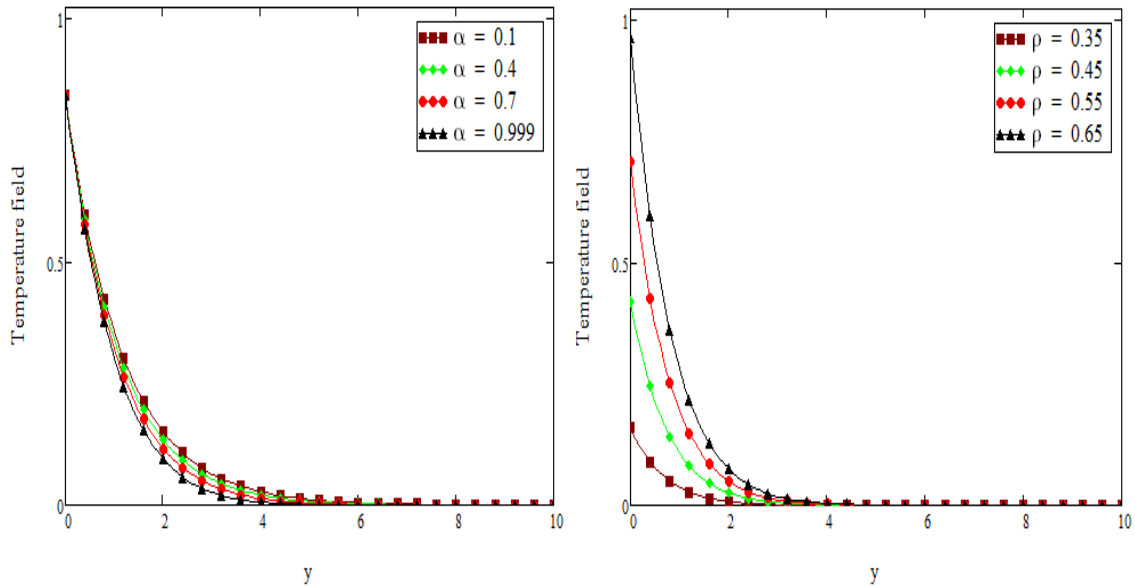 1
α = 0.1
α = 0.4
α = 0.7
α = 0.999
Temperature field
0.5
0
0
2
4
6
8
10
y
1
ρ = 0.35
ρ = 0.45
ρ = 0.55
ρ = 0.65
Temperature field
0.5
0
0
2
4
6
8
10
y